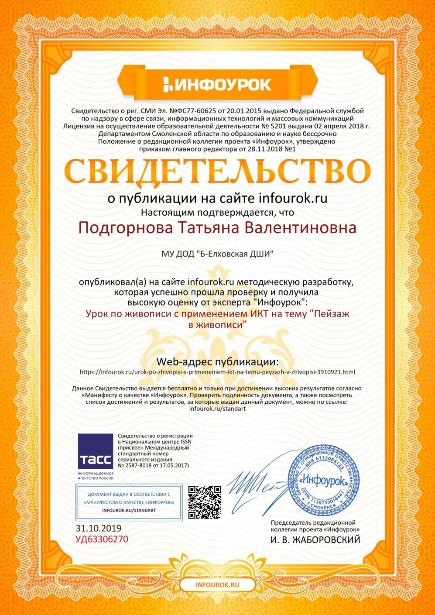 ИНФОУРОК
Свидетельство о рег. СМИ Эл. №ФС77-60625 от 20.01.2015 выдано Федеральной службой
по надзору в сфере связи, информационных технологий и массовых коммуникаций
Лицензия на осуществление образовательной деятельности № 5201 выдана 02 апреля 2018 г.
Департаментом Смоленской области по образованию и науке бессрочно
Положение о редакционной коллегии проекта «Инфоурок», утверждено
приказом главного редактора от 28.11.2018 №1
СВИДЕТЕЛЬСТВО
о публикации на сайте infourok.ru
Настоящим подтверждается, что
Подгорнова Татьяна Валентиновна
МУ ДОД "Б-Елховская ДШИ"
опубликовал(а) на сайте infourok.ru методическую разработку,
которая успешно прошла проверку и получила
высокую оценку от эксперта "Инфоурок":
Урок по живописи с применением ИКТ на тему "Пейзаж
в живописи"
Web-адрес публикации:
https://infourok.ru/urok-po-zhivopisi-s-primeneniem-ikt-na-temu-peyzazh-v-zhivopisi-3910921.html
Данное Свидетельство выдается бесплатно и только при достижении высоких результатов согласно
«Манифесту о качестве «Инфоурок». Проверить подлинность документа, а также посмотреть
список достижений и результатов, за которые выдан данный документ, можно по ссылке:
infourok.ru/standart
тасс
ИНФОРМАЦИОННОЕ
АГЕНТСТВО РОССИИ
Свидетельство о регистрации
в Национальном центре ISSN
(присвоен Международный
стандартный номер
сериального издания:
№ 2587-8018 от 17.05.2017)
ДОКУМЕНТ ВЫДАН В СООТВЕТСТВИИ С
«МАНИФЕСТОМ О КАЧЕСТВЕ «ИНФОУРОК»
INFOUROK.RU/STANDART
31.10.2019
УД63306270
«Инфоурок»
Председатель редакционной
коллегии проекта «Инфоурок»
И. В. ЖАБОРОВСКИЙ
INFOUROK.RU